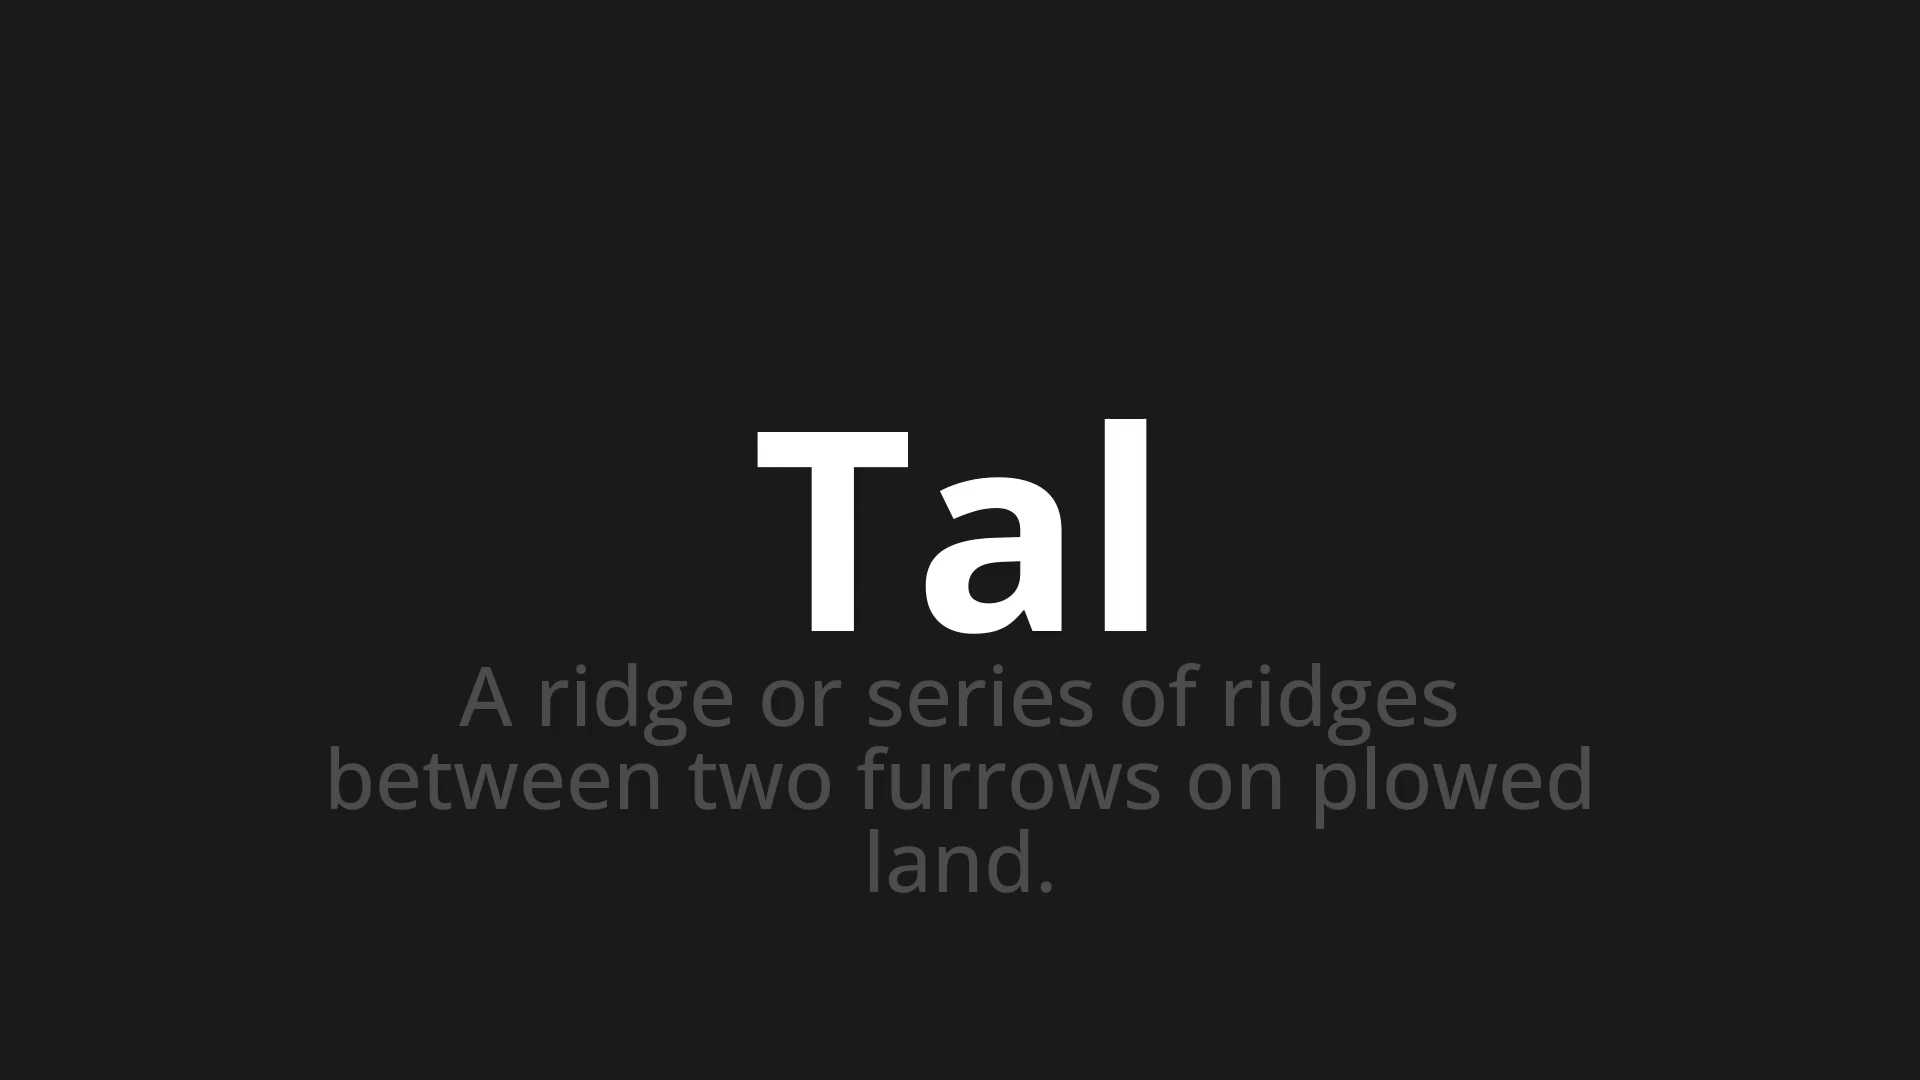 Tal
A ridge or series of ridges
between two furrows on plowed
land.